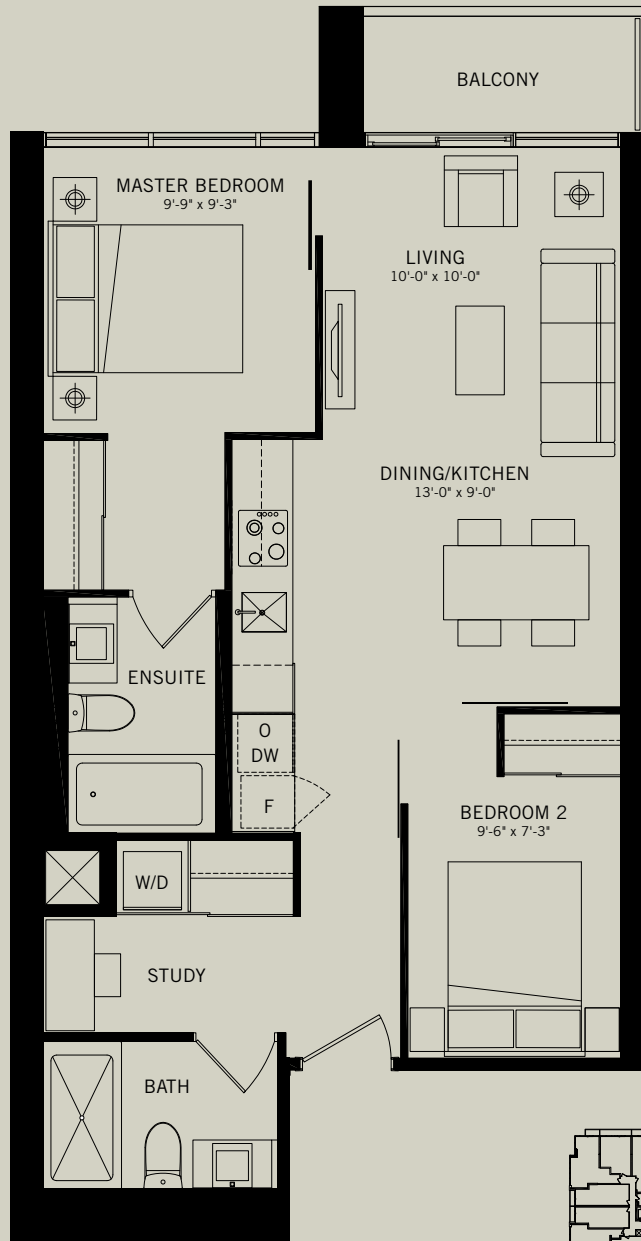 BALCONY
MASTER BEDROOM
9'-9" x 9'-3"
LIVING
10'-0" x 10'-0"
DINING/KITCHEN
13'-0" x 9'-0"
ENSUITE
O
DW
F
BEDROOM 2
9'-6" x 7'-3"
W/D
STUDY
BATH